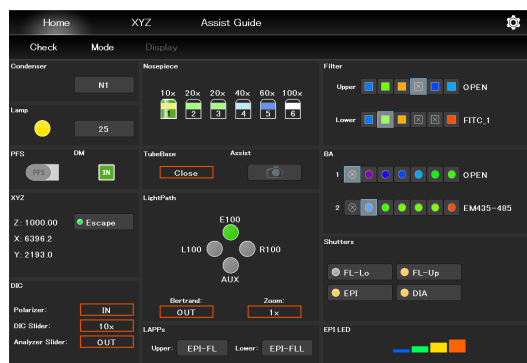 Home XYZ Assist Guide
Check Mode Display
Condenser
N1
Lamp
25
PFS DM
PFS IN
XYZ
Z: 1000.00 Escape
X: 6396.2
Y: 2193.0
DIC
Polarizer: IN
DIC Slider: 10x
Analyzer Slider: OUT
Nosepiece
10x 20x 20x 40x 60x 100x
1 2 3 4 5 6
TubeBase Assist
Close
LightPath
E100
L100 R100
AUX
Bertrand: Zoom:
OUT 1x
LAPPs
Upper: EPI-FL Lower: EPI-FLL
Filter
Upper OPEN
Lower FITC_1
BA
1 OPEN
2 EM435-485
Shutters
FL-Lo FL-Up
EPI DIA
EPI LED